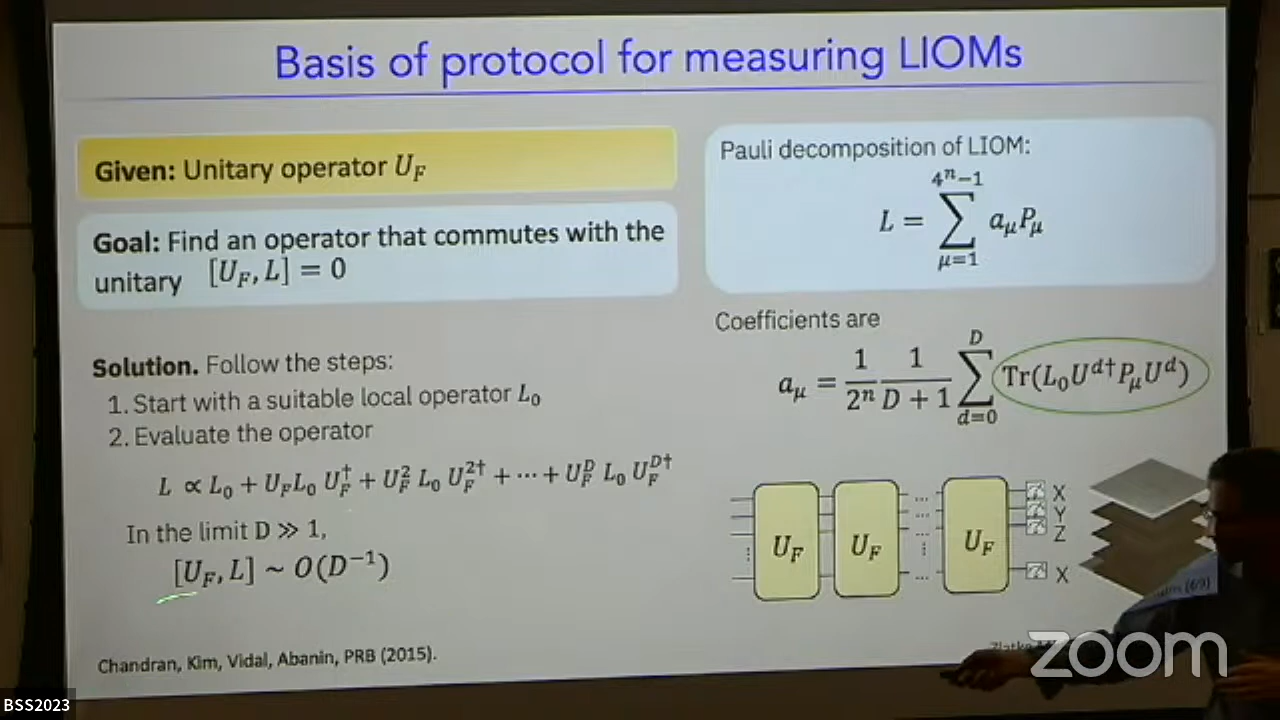 Basis of protocol for measuring LIOMs
Given: Unitary operator U_F
Goal: Find an operator that commutes with the
unitary [U_F, L] = 0
Solution. Follow the steps:
1. Start with a suitable local operator L_0
2. Evaluate the operator
L ∝ L_0 + U_F L_0 U_F^† + U_F^2 L_0 U_F^{2†} + ⋯ + U_F^D L_0 U_F^{D†}
In the limit D ≫ 1,
[U_F, L] ~ O(D^{-1})
Chandran, Kim, Vidal, Abanin, PRB (2015).
Pauli decomposition of LIOM:
L = ∑_{μ=1}^{4^n−1} a_μ P_μ
Coefficients are
a_μ = \frac{1}{2^n} \frac{1}{D+1} ∑_{d=0}^{D} Tr(L_0 U^{d†} P_μ U^d)
U_F U_F ... U_F
X
Y
Z
X
zoom
BSS2023